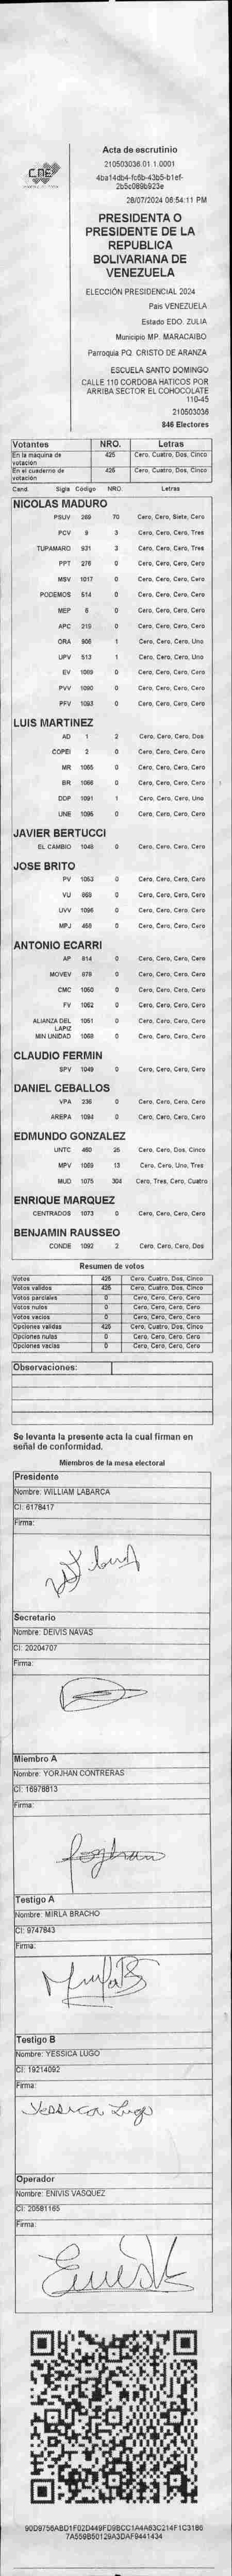 CNE
Acta de escrutinio
210503036.01.1.0001
4ba14db4-fc6b-43b5-b1ef-
2b5c089b923e
28/07/2024 08:54:11 PM
PRESIDENTA O
PRESIDENTE DE LA
REPUBLICA
BOLIVARIANA DE
VENEZUELA
ELECCIÓN PRESIDENCIAL 2024
Pais VENEZUELA
Estado EDO. ZULIA
Municipio MP. MARACAIBO
Parroquia PQ. CRISTO DE ARANZA
ESCUELA SANTO DOMINGO
CALLE 110 CORDOBA HATICOS POR
ARRIBA SECTOR EL COHOCOLATE
110-45
210503036
846 Electores
Votantes NRO. Letras
En la maquina de votación 425 Cero, Cuatro, Dos, Cinco
En el cuaderno de votación 425 Cero, Cuatro, Dos, Cinco
Cand. Sigla Codigo NRO. Letras
NICOLAS MADURO
PSUV 269 70 Cero, Cero, Siete, Cero
PCV 3 Cero, Cero, Cero, Tres
TUPAMARO 931 3 Cero, Cero, Cero, Tres
PPT 276 0 Cero, Cero, Cero, Cero
MSV 1017 0 Cero, Cero, Cero, Cero
PODEMOS 514 0 Cero, Cero, Cero, Cero
MEP 6 0 Cero, Cero, Cero, Cero
APC 215 0 Cero, Cero, Cero, Cero
ORA 906 1 Cero, Cero, Cero, Uno
UPV 513 1 Cero, Cero, Cero, Uno
EV 1089 0 Cero, Cero, Cero, Cero
PVV 1090 0 Cero, Cero, Cero, Cero
PFV 1093 0 Cero, Cero, Cero, Cero
LUIS MARTINEZ
AD 1 2 Cero, Cero, Cero, Dos
COPEI 2 0 Cero, Cero, Cero, Cero
MR 1065 0 Cero, Cero, Cero, Cero
BR 1066 0 Cero, Cero, Cero, Cero
DDP 1091 1 Cero, Cero, Cero, Uno
UNE 1095 0 Cero, Cero, Cero, Cero
JAVIER BERTUCCI
EL CAMBIO 1048 0 Cero, Cero, Cero, Cero
JOSE BRITO
PV 1053 0 Cero, Cero, Cero, Cero
VU 969 0 Cero, Cero, Cero, Cero
UVV 1096 0 Cero, Cero, Cero, Cero
MPJ 458 0 Cero, Cero, Cero, Cero
ANTONIO ECARRI
AP 814 0 Cero, Cero, Cero, Cero
MOVEV 978 0 Cero, Cero, Cero, Cero
CMC 1060 0 Cero, Cero, Cero, Cero
FV 1062 0 Cero, Cero, Cero, Cero
ALIANZA DEL LAPIZ 1051 0 Cero, Cero, Cero, Cero
MIN UNIDAD 1068 0 Cero, Cero, Cero, Cero
CLAUDIO FERMIN
SPV 1049 0 Cero, Cero, Cero, Cero
DANIEL CEBALLOS
VPA 236 0 Cero, Cero, Cero, Cero
AREPA 1094 0 Cero, Cero, Cero, Cero
EDMUNDO GONZALEZ
UNTC 460 25 Cero, Cero, Dos, Cinco
MPV 1069 13 Cero, Cero, Uno, Tres
MUD 1075 304 Cero, Tres, Cero, Cuatro
ENRIQUE MARQUEZ
CENTRADOS 1073 0 Cero, Cero, Cero, Cero
BENJAMIN RAUSSEO
CONDE 1092 2 Cero, Cero, Cero, Dos
Resumen de votos
Votos 425 Cero, Cuatro, Dos, Cinco
Votos validos 425 Cero, Cuatro, Dos, Cinco
Votos parciales 0 Cero, Cero, Cero, Cero
Votos nulos 0 Cero, Cero, Cero, Cero
Votos vacios 0 Cero, Cero, Cero, Cero
Opciones validas 425 Cero, Cuatro, Dos, Cinco
Opciones nulas 0 Cero, Cero, Cero, Cero
Opciones vacias 0 Cero, Cero, Cero, Cero
Observaciones:
Se levanta la presente acta la cual firman en
señal de conformidad.
Miembros de la mesa electoral
Presidente
Nombre: WILLIAM LABARCA
CI: 6178417
Firma:
Secretario
Nombre: DEIVIS NAVAS
CI: 20204707
Firma:
Miembro A
Nombre: YORJHAN CONTRERAS
CI: 16978813
Firma:
Testigo A
Nombre: MIRLA BRACHO
CI: 9747843
Firma:
Testigo B
Nombre: YESSICA LUGO
CI: 19214092
Firma:
Yessica Lugo
Operador
Nombre: ENIVIS VASQUEZ
CI: 20581165
Firma:
90D9756ABD1F02D449FD9BCC1A4A63C214F1C3186
7A559B50129A3DAF9441434